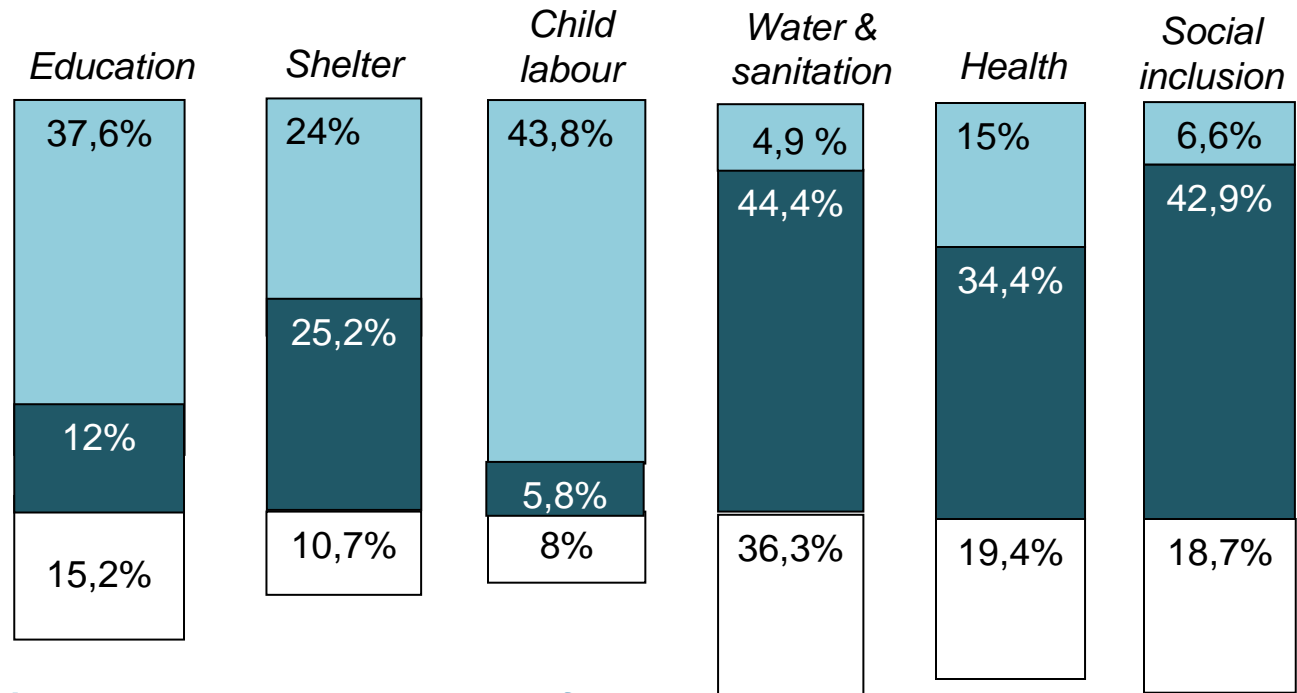 Education
Shelter
Child
labour
Water &
sanitation
Health
Social
inclusion
37,6%
24%
43,8%
4,9 %
15%
6,6%
12%
25,2%
5,8%
44,4%
34,4%
42,9%
15,2%
10,7%
8%
36,3%
19,4%
18,7%